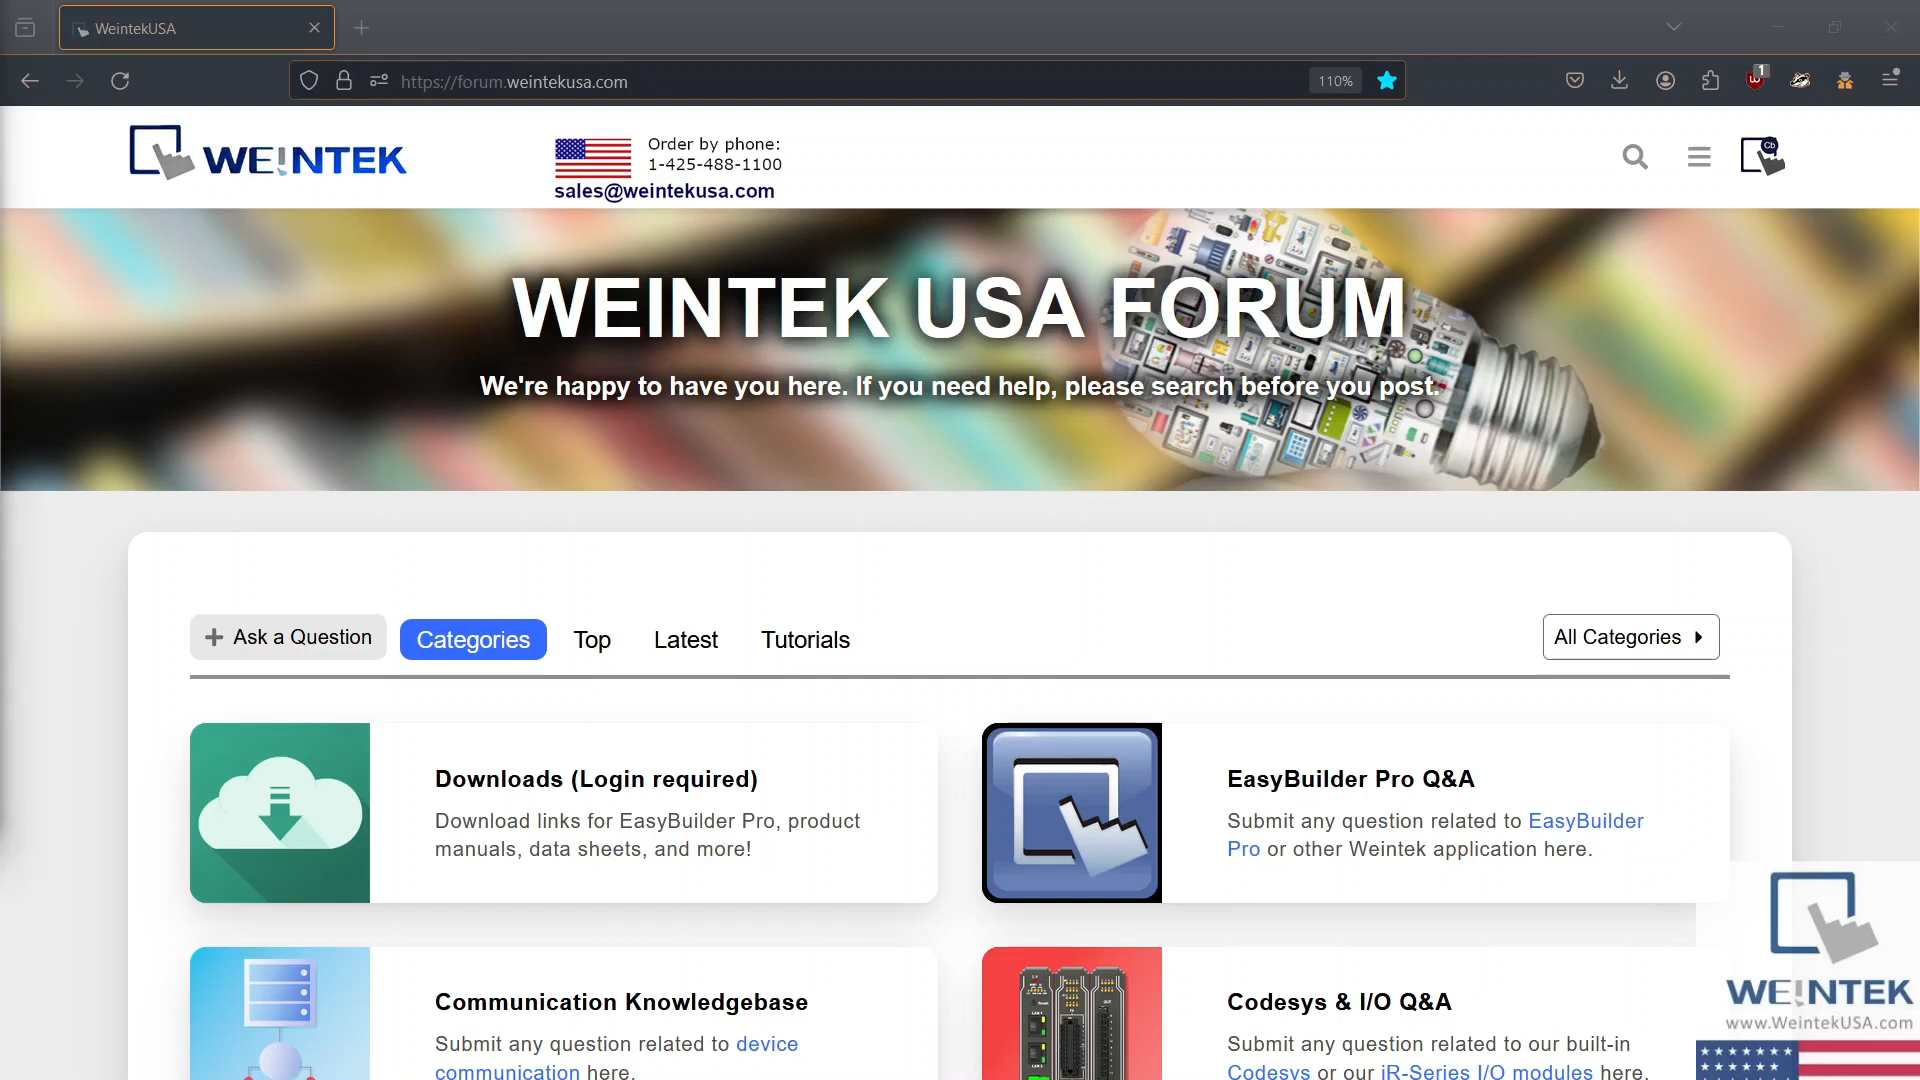 WeintekUSA
https://forum.weintekusa.com
110%
1
WEINTEK
Order by phone:
1-425-488-1100
sales@weintekusa.com
Cb
WEINTEK USA FORUM
We're happy to have you here. If you need help, please search before you post.
Ask a Question
Categories
Top
Latest
Tutorials
All Categories
Downloads (Login required)
Download links for EasyBuilder Pro, product
manuals, data sheets, and more!
EasyBuilder Pro Q&A
Submit any question related to EasyBuilder
Pro or other Weintek application here.
Communication Knowledgebase
Submit any question related to device
communication here.
Codesys & I/O Q&A
Submit any question related to our built-in
Codesys or our iR-Series I/O modules here.
WEINTEK
www.WeintekUSA.com